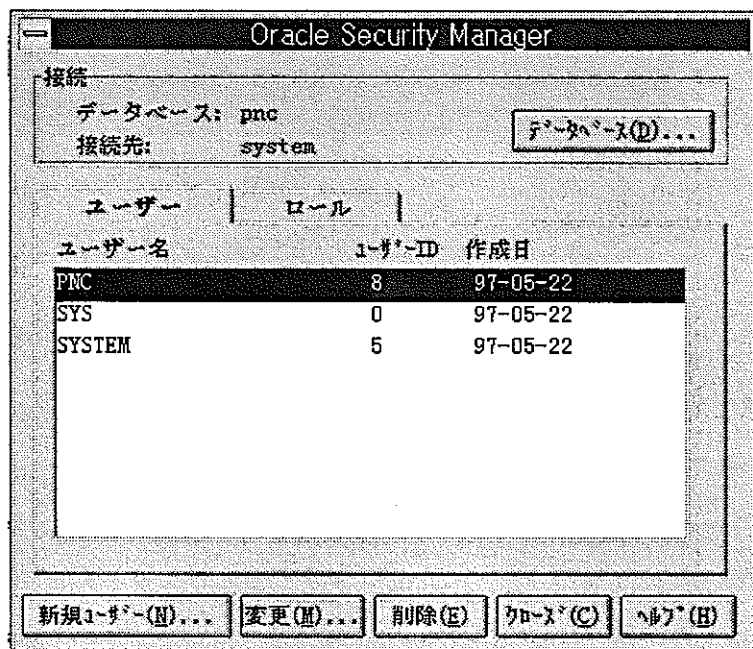 Oracle Security Manager
接続
データベース: pnc
データベース(D)...
接続先: system
ユーザー ロール
ユーザー名 ユーザーID 作成日
PNC 8 97-05-22
SYS 0 97-05-22
SYSTEM 5 97-05-22
新規ユーザー(N)... 変更(M)... 削除(E) クローズ(C) ヘルプ(H)